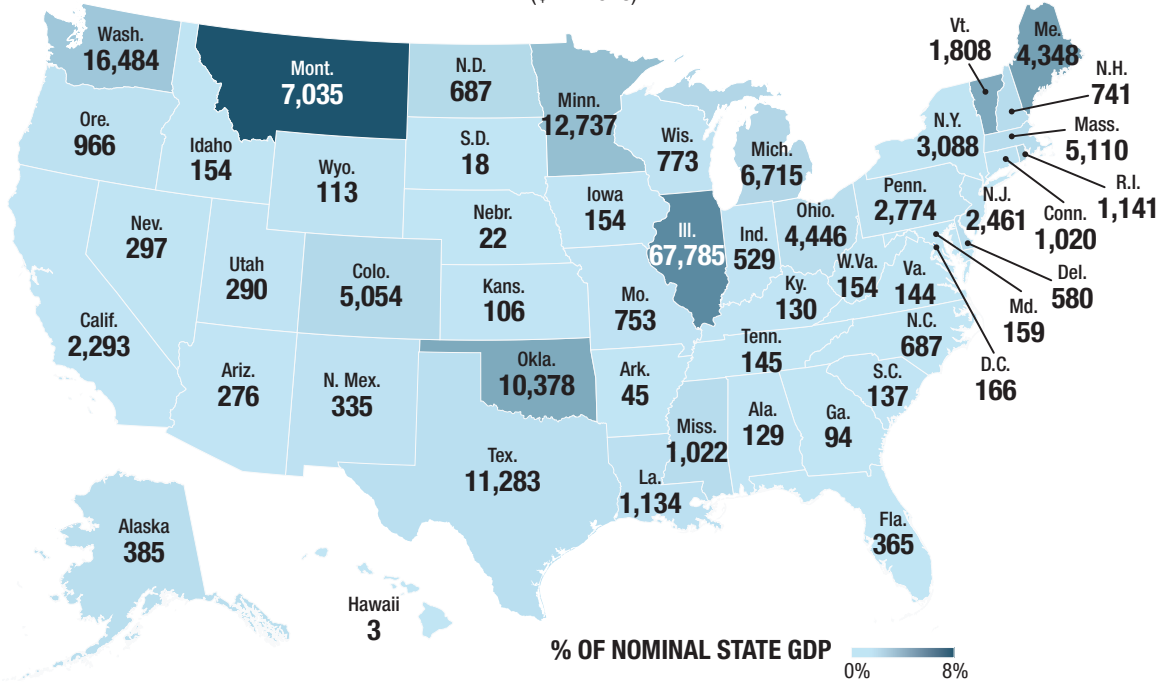 Wash.
16,484
Mont.
7,035
N.D.
687
Minn.
12,737
Vt.
1,808
Me.
4,348
N.H.
741
Ore.
966
Idaho
154
Wyo.
113
S.D.
18
Wis.
773
Mich.
6,715
N.Y.
3,088
Mass.
5,110
R.I.
1,141
Nev.
297
Utah
290
Colo.
5,054
Nebr.
22
Iowa
154
Ill.
67,785
Ind.
529
Ohio.
4,446
Penn.
2,774
N.J.
2,461
Conn.
1,020
Calif.
2,293
Kans.
106
Mo.
753
Ky.
130
W.Va.
154
Va.
144
Del.
580
Md.
159
D.C.
166
Ariz.
276
N. Mex.
335
Okla.
10,378
Ark.
45
Tenn.
145
N.C.
687
S.C.
137
Tex.
11,283
La.
1,134
Miss.
1,022
Ala.
129
Ga.
94
Fla.
365
Alaska
385
Hawaii
3
% OF NOMINAL STATE GDP
0% 8%